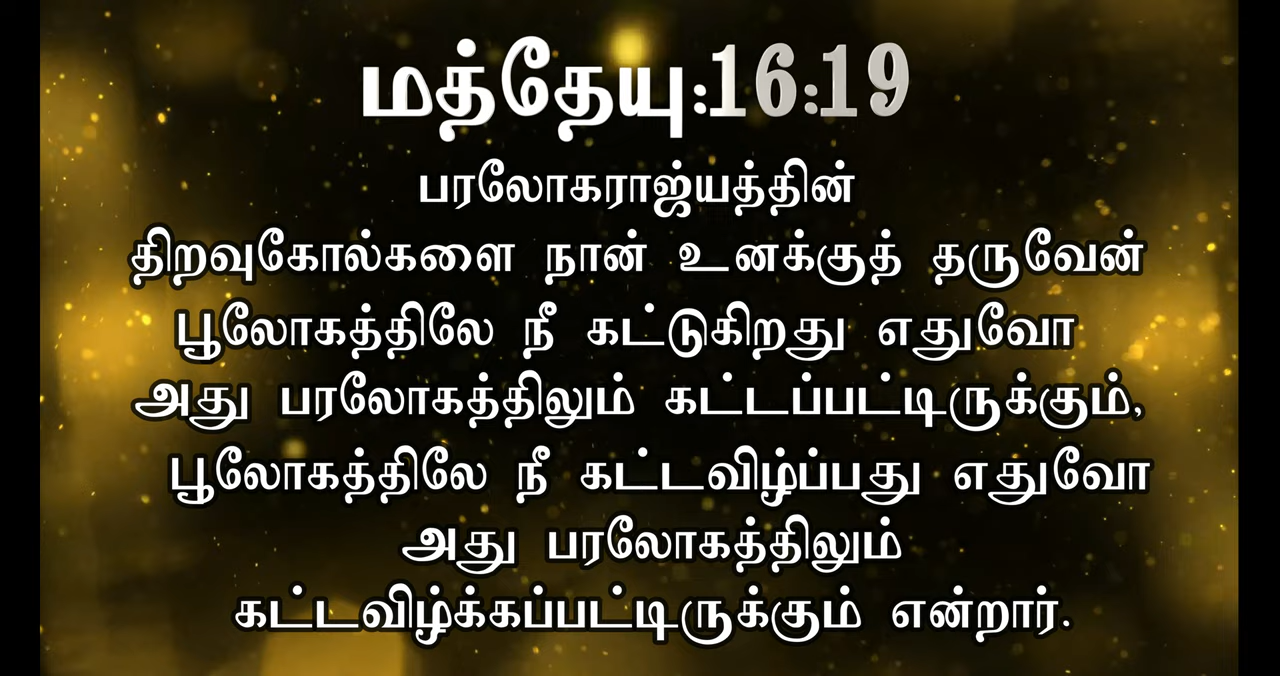 மத்தேயு:16:19
பரலோகராஜ்யத்தின்
திறவுகோல்களை நான் உனக்குத் தருவேன்
பூலோகத்திலே நீ கட்டுகிறது எதுவோ
அது பரலோகத்திலும் கட்டப்பட்டிருக்கும்,
பூலோகத்திலே நீ கட்டவிழ்ப்பது எதுவோ
அது பரலோகத்திலும்
கட்டவிழ்க்கப்பட்டிருக்கும் என்றார்.